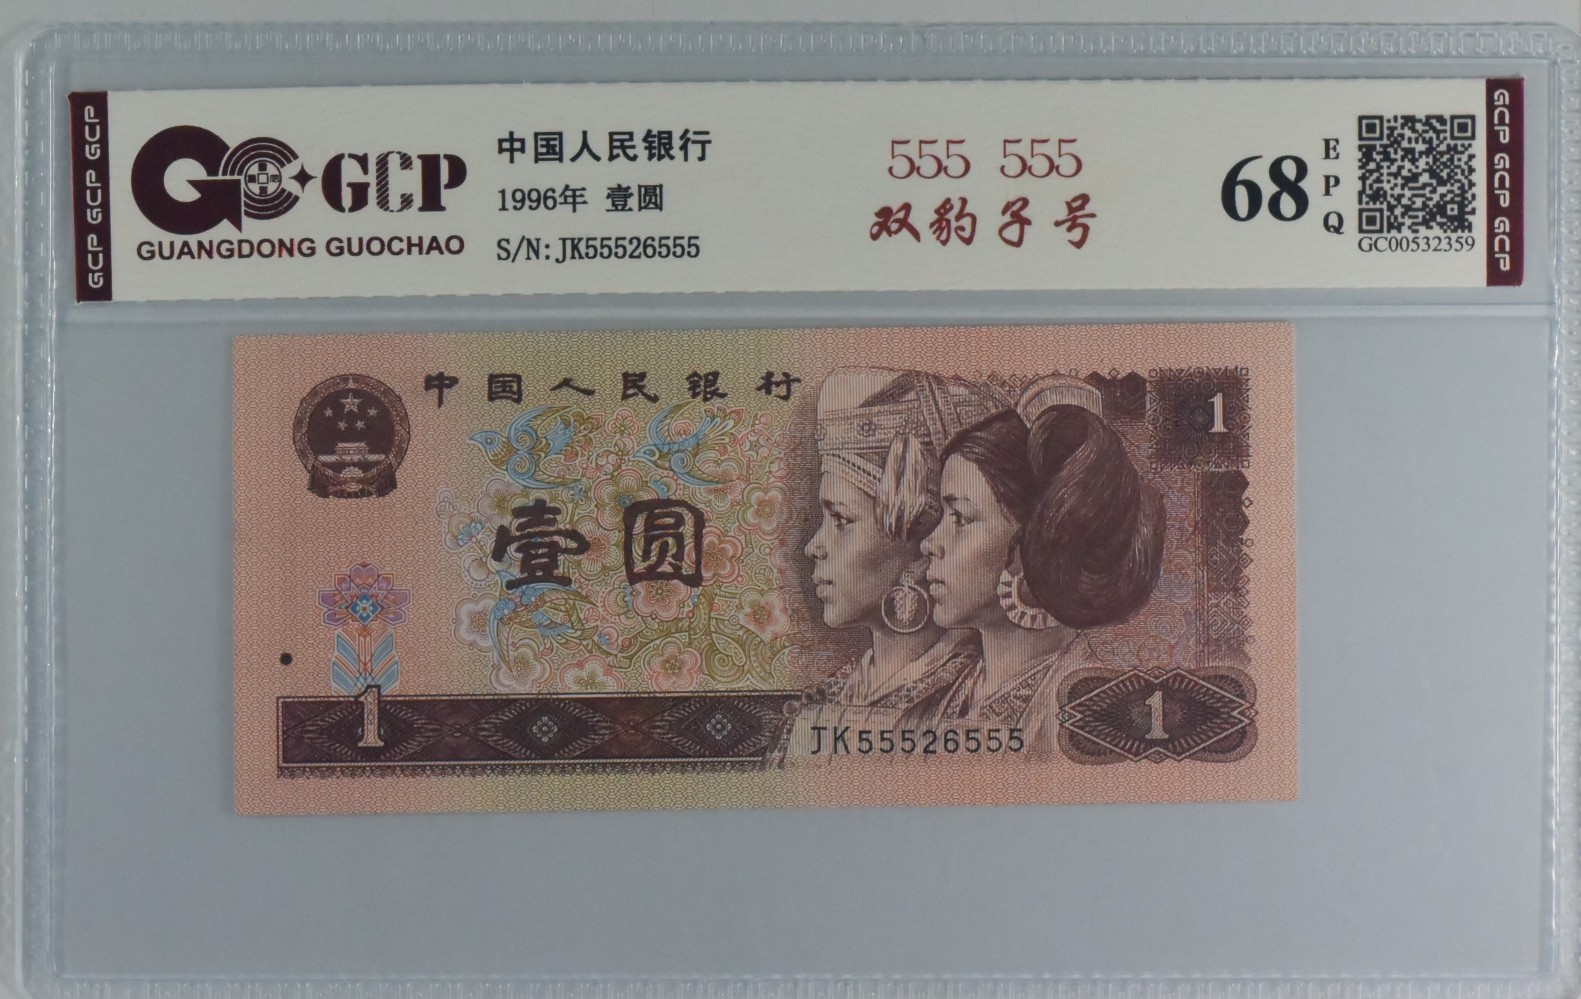 GCP GCP GCP
GCP
GUANGDONG GUOCHAO
中国人民银行
1996年 壹圆
S/N:JK55526555
555 555
双豹子号
68
EPQ
GC00532359
GCP GCP GCP
中国人民银行
1
壹圆
1
JK55526555
1